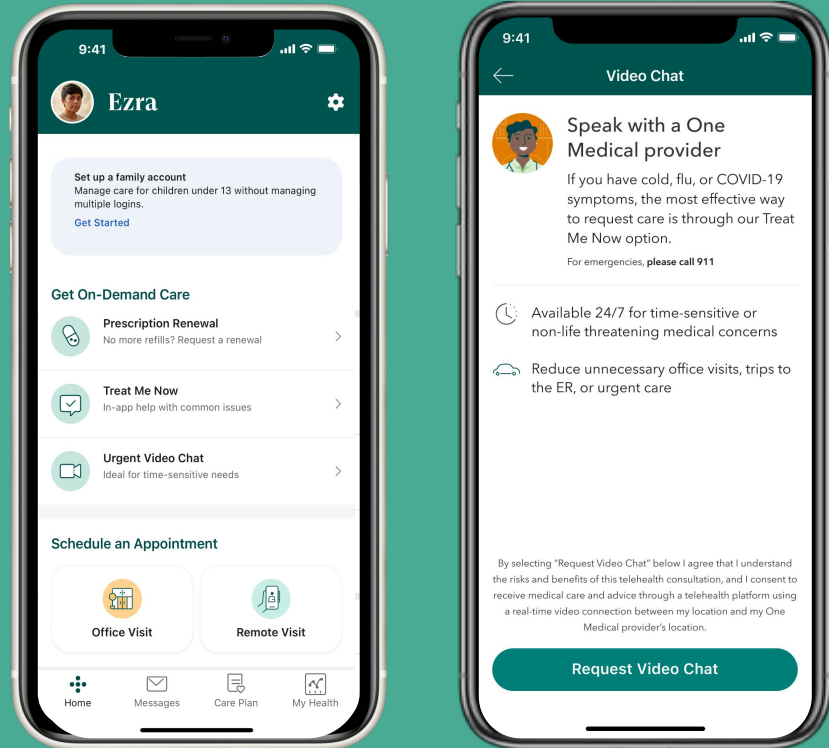 9:41
Ezra
Set up a family account
Manage care for children under 13 without managing
multiple logins.
Get Started
Get On-Demand Care
Prescription Renewal
No more refills? Request a renewal
Treat Me Now
In-app help with common issues
Urgent Video Chat
Ideal for time-sensitive needs
Schedule an Appointment
Office Visit
Remote Visit
Home
Messages
Care Plan
My Health
9:41
Video Chat
Speak with a One
Medical provider
If you have cold, flu, or COVID-19
symptoms, the most effective way
to request care is through our Treat
Me Now option.
For emergencies, please call 911
Available 24/7 for time-sensitive or
non-life threatening medical concerns
Reduce unnecessary office visits, trips to
the ER, or urgent care
By selecting "Request Video Chat" below I agree that I understand
the risks and benefits of this telehealth consultation, and I consent to
receive medical care and advice through a telehealth platform using
a real-time video connection between my location and my One
Medical provider's location.
Request Video Chat